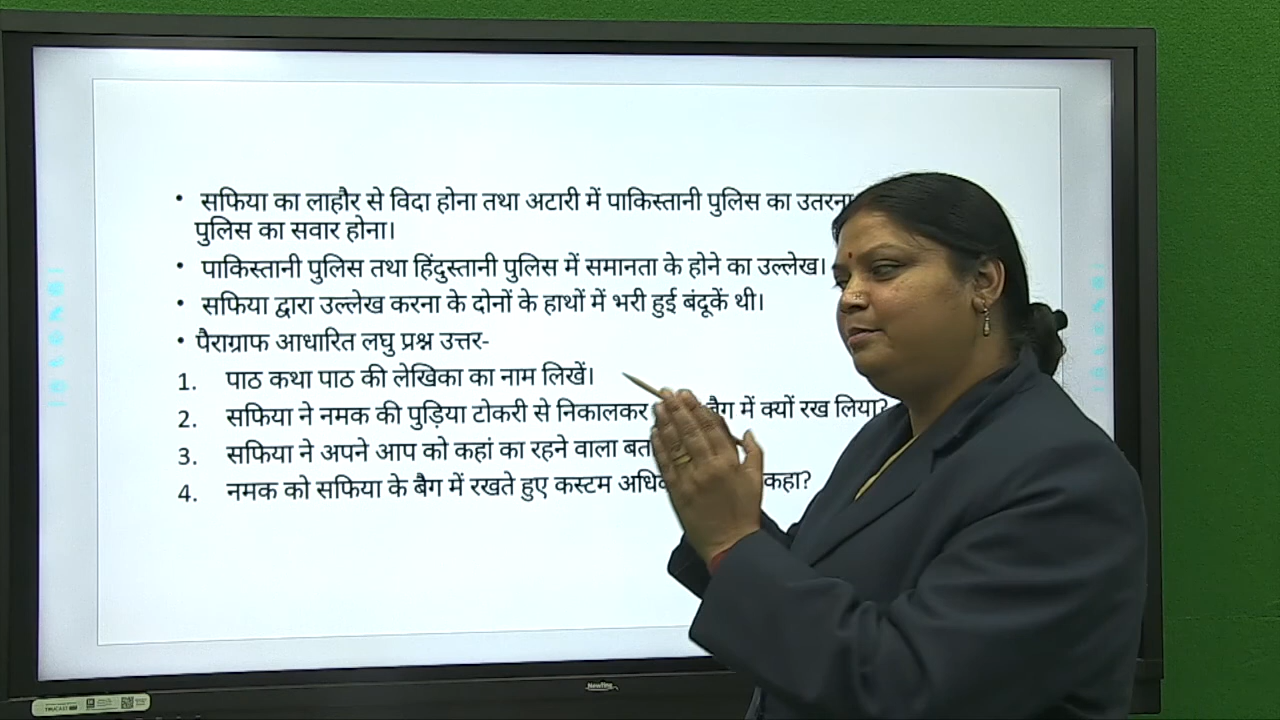 • सफिया का लाहौर से विदा होना तथा अटारी में पाकिस्तानी पुलिस का उतरना
पुलिस का सवार होना।
• पाकिस्तानी पुलिस तथा हिंदुस्तानी पुलिस में समानता के होने का उल्लेख।
• सफिया द्वारा उल्लेख करना के दोनों के हाथों में भरी हुई बंदूकें थी।
• पैराग्राफ आधारित लघु प्रश्न उत्तर-
1. पाठ कथा पाठ की लेखिका का नाम लिखें।
2. सफिया ने नमक की पुड़िया टोकरी से निकालकर बैग में क्यों रख लिया?
3. सफिया ने अपने आप को कहां का रहने वाला
4. नमक को सफिया के बैग में रखते हुए कस्टम कहा?
Newline
TRUCAST